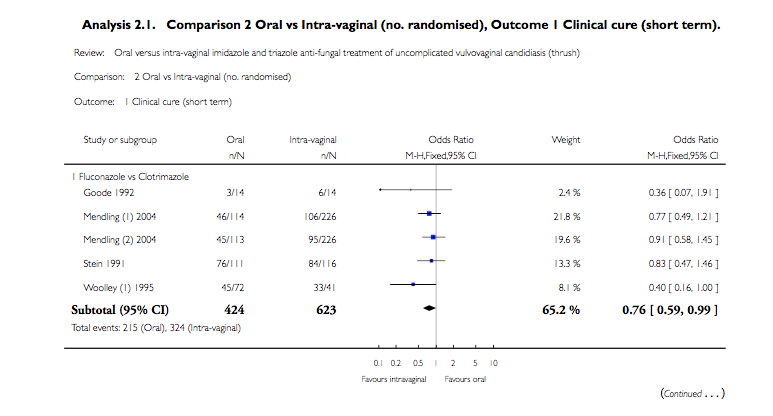 Analysis 2.1. Comparison 2 Oral vs Intra-vaginal (no. randomised), Outcome 1 Clinical cure (short term).
Review: Oral versus intra-vaginal imidazole and triazole anti-fungal treatment of uncomplicated vulvovaginal candidiasis (thrush)
Comparison: 2 Oral vs Intra-vaginal (no. randomised)
Outcome: 1 Clinical cure (short term)
Study or subgroup Oral Intra-vaginal Odds Ratio Weight Odds Ratio
n/N n/N M-H,Fixed,95% CI M-H,Fixed,95% CI
1 Fluconazole vs Clotrimazole
Goode 1992 3/14 6/14 2.4 % 0.36 [ 0.07, 1.91 ]
Mendling (1) 2004 46/114 106/226 21.8 % 0.77 [ 0.49, 1.21 ]
Mendling (2) 2004 45/113 95/226 19.6 % 0.91 [ 0.58, 1.45 ]
Stein 1991 76/111 84/116 13.3 % 0.83 [ 0.47, 1.46 ]
Woolley (1) 1995 45/72 33/41 8.1 % 0.40 [ 0.16, 1.00 ]
Subtotal (95% CI) 424 623 65.2 % 0.76 [ 0.59, 0.99 ]
Total events: 215 (Oral), 324 (Intra-vaginal)
0.1 0.2 0.5 1 2 5 10
Favours intravaginal Favours oral
(Continued . . . )